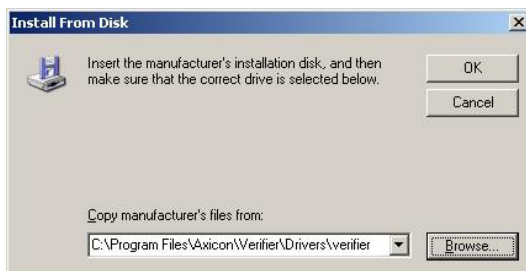 Install From Disk
Insert the manufacturer's installation disk, and then
make sure that the correct drive is selected below.
OK
Cancel
Copy manufacturer's files from:
C:\Program Files\Axicon\Verifier\Drivers\verifier
Browse...